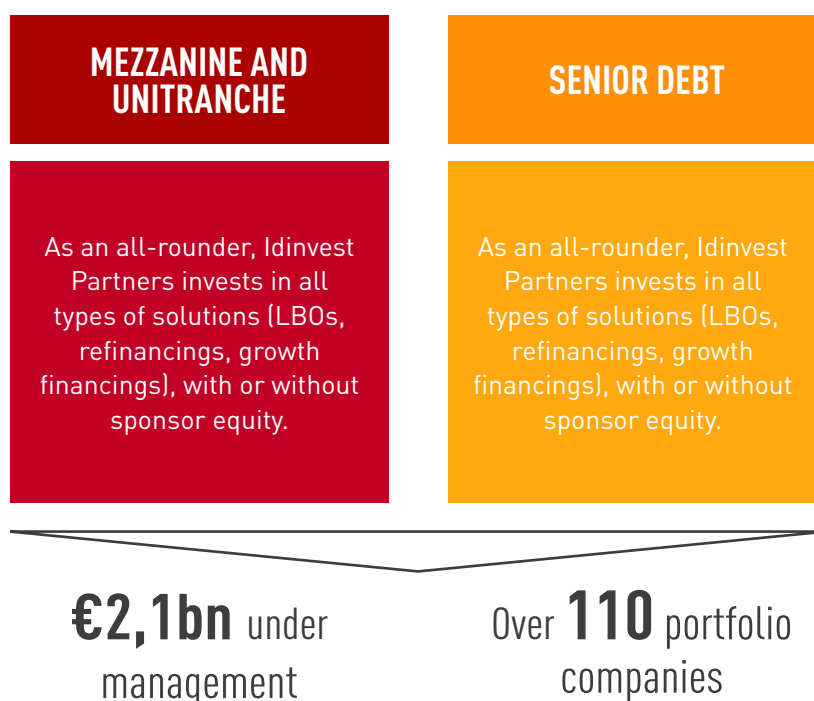 MEZZANINE AND
UNITRANCHE
As an all-rounder, Idinvest
Partners invests in all
types of solutions (LBOs,
refinancings, growth
financings), with or without
sponsor equity.
SENIOR DEBT
As an all-rounder, Idinvest
Partners invests in all
types of solutions (LBOs,
refinancings, growth
financings), with or without
sponsor equity.
€2,1bn under
management
Over 110 portfolio
companies